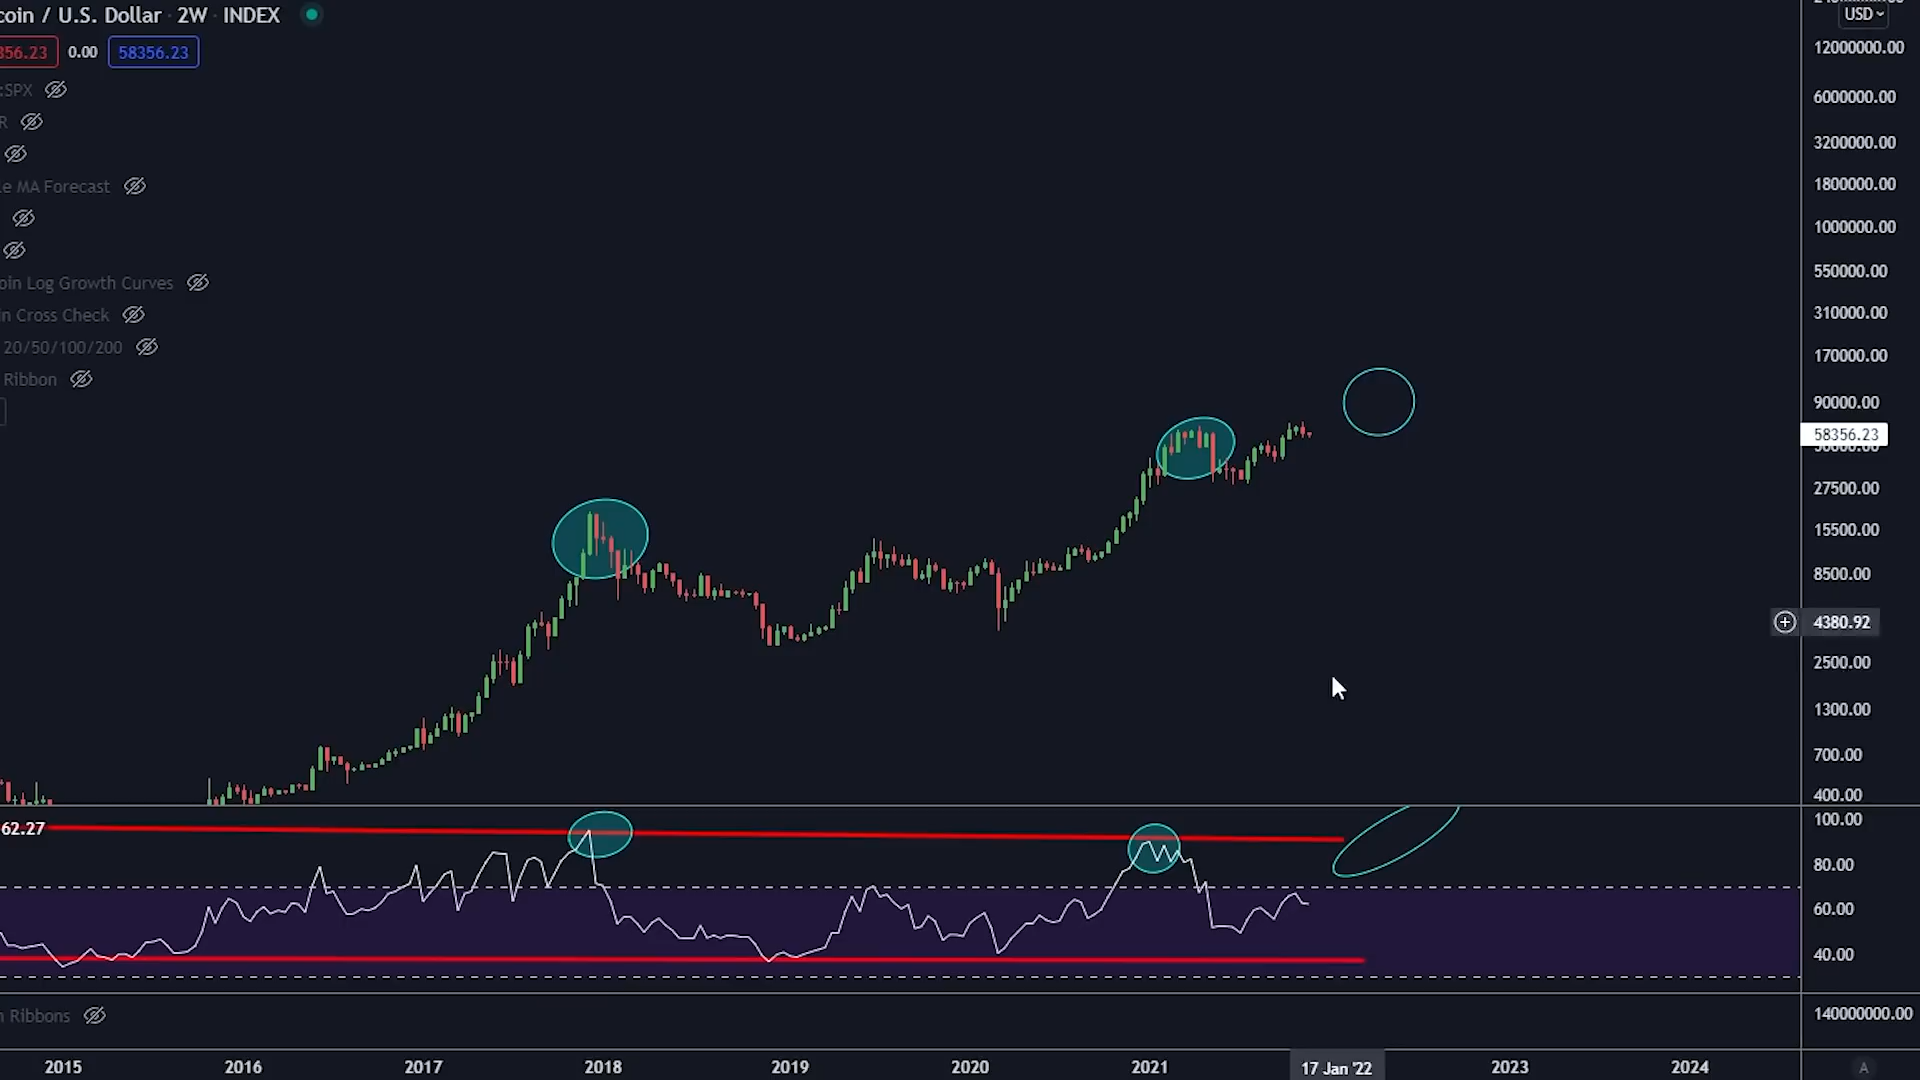 coin / U.S. Dollar · 2W · INDEX
USD
356.23 0.00 58356.23
:SPX
R
le MA Forecast
oin Log Growth Curves
n Cross Check
20/50/100/200
Ribbon
12000000.00
6000000.00
3200000.00
1800000.00
1000000.00
550000.00
310000.00
170000.00
90000.00
58356.23
27500.00
15500.00
8500.00
4380.92
2500.00
1300.00
700.00
400.00
62.27
100.00
80.00
60.00
40.00
n Ribbons
140000000.00
2015 2016 2017 2018 2019 2020 2021 17 Jan '22 2023 2024 A